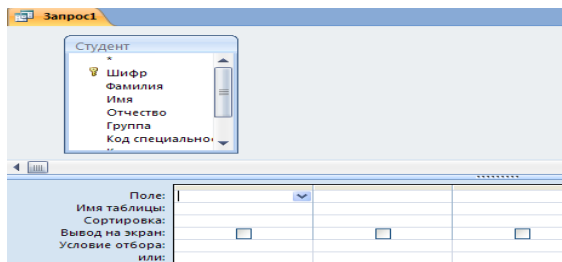 Запрос1
Студент
*
Шифр
Фамилия
Имя
Отчество
Группа
Код специально
Поле:
Имя таблицы:
Сортировка:
Вывод на экран:
Условие отбора:
или: